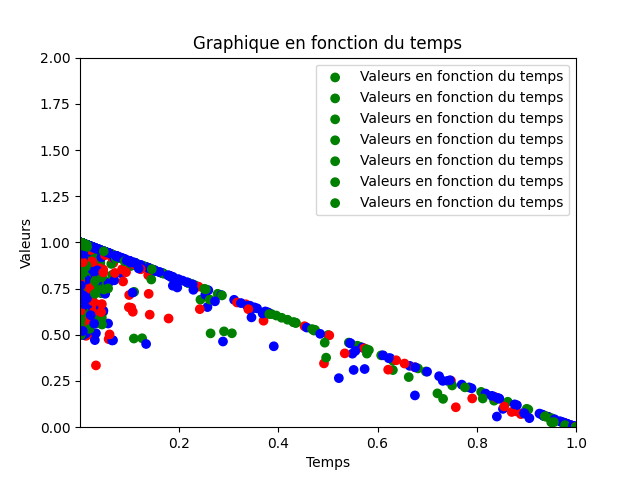 Graphique en fonction du temps
2.00
1.75
1.50
1.25
1.00
0.75
0.50
0.25
0.00
Valeurs
Valeurs en fonction du temps
Valeurs en fonction du temps
Valeurs en fonction du temps
Valeurs en fonction du temps
Valeurs en fonction du temps
Valeurs en fonction du temps
Valeurs en fonction du temps
0.2 0.4 0.6 0.8 1.0
Temps